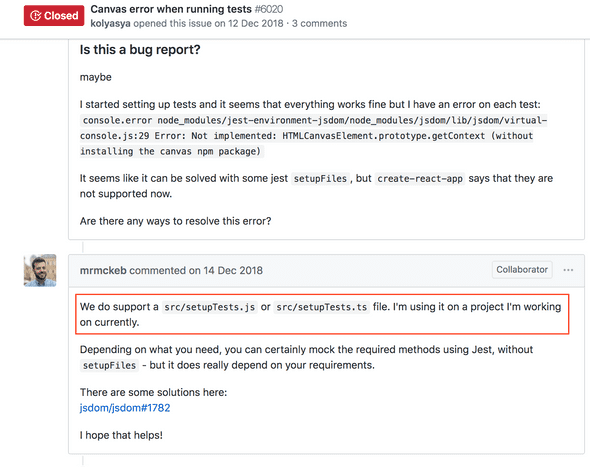 Closed
Canvas error when running tests #6020
kolyasya opened this issue on 12 Dec 2018 · 3 comments
Is this a bug report?
maybe
I started setting up tests and it seems that everything works fine but I have an error on each test:
console.error node_modules/jest-environment-jsdom/node_modules/jsdom/lib/jsdom/virtual-
console.js:29 Error: Not implemented: HTMLCanvasElement.prototype.getContext (without
installing the canvas npm package)
It seems like it can be solved with some jest setupFiles , but create-react-app says that they are
not supported now.
Are there any ways to resolve this error?
mrmckeb commented on 14 Dec 2018
Collaborator
We do support a src/setupTests.js or src/setupTests.ts file. I'm using it on a project I'm working
on currently.
Depending on what you need, you can certainly mock the required methods using Jest, without
setupFiles - but it does really depend on your requirements.
There are some solutions here:
jsdom/jsdom#1782
I hope that helps!